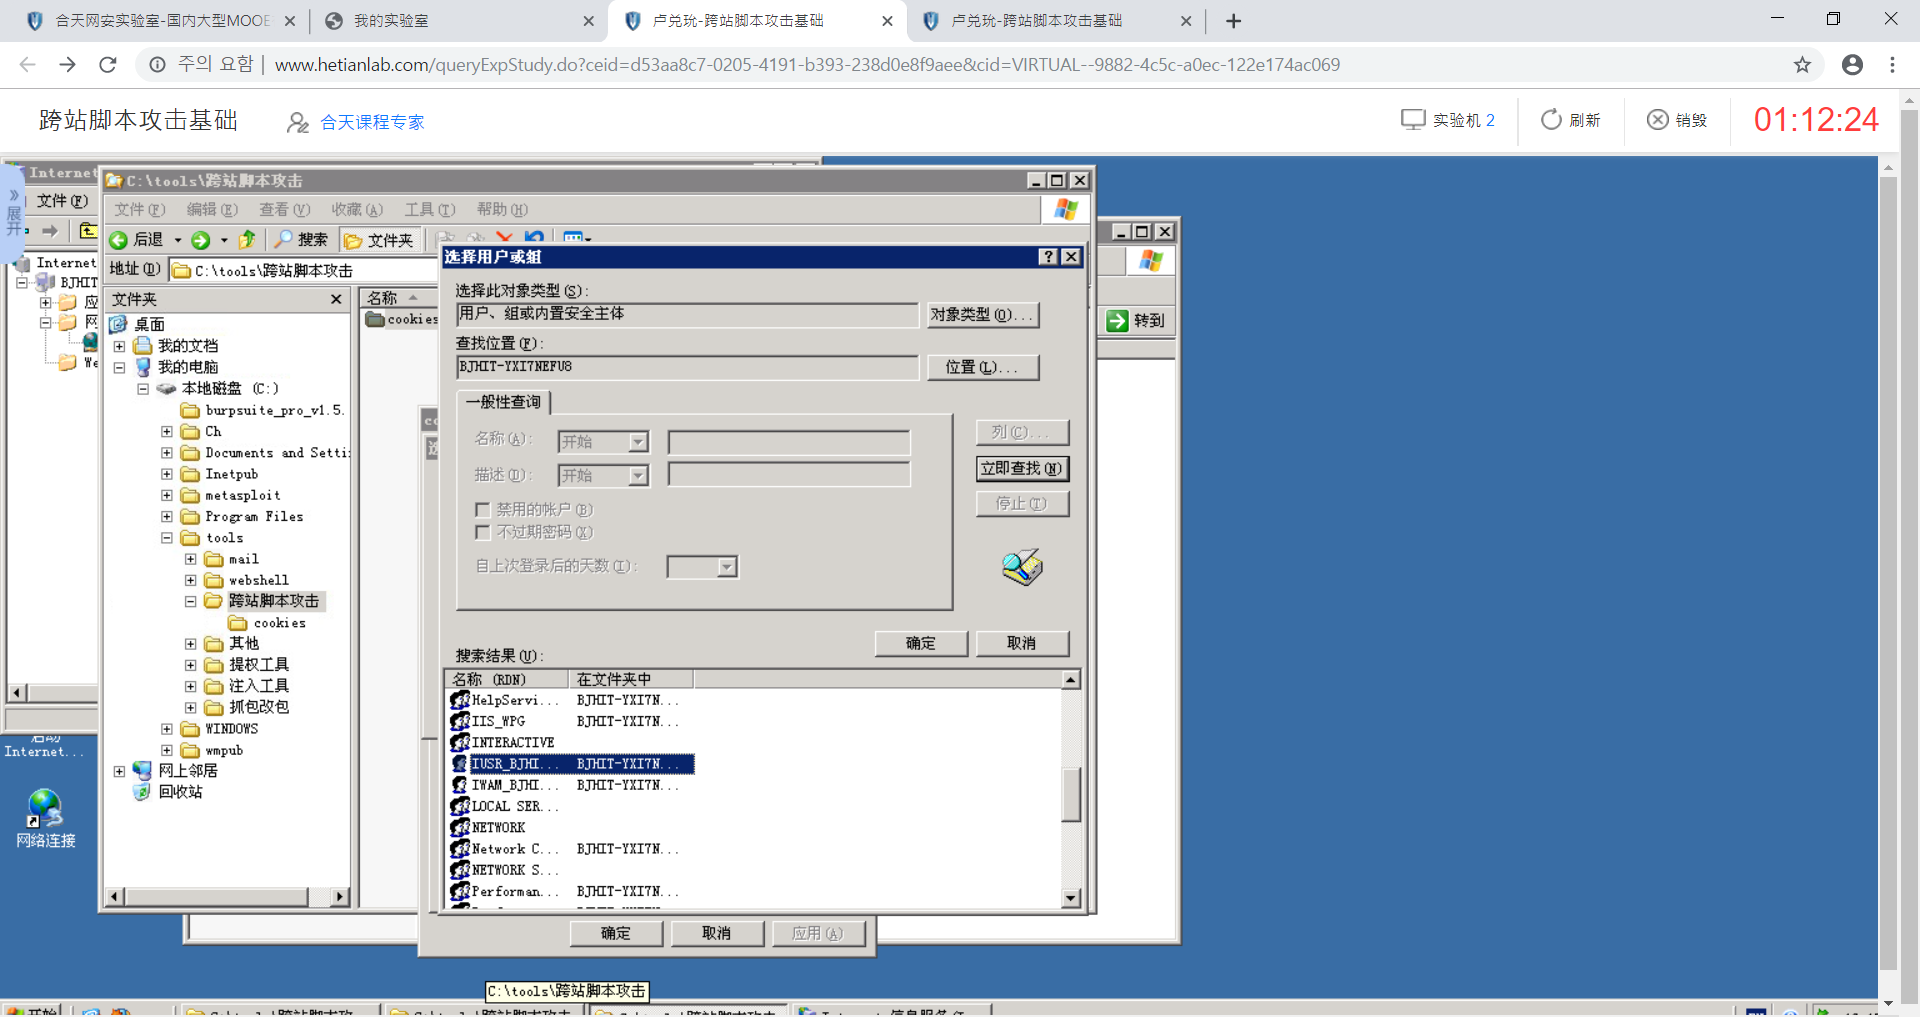 合天网安实验室-国内大型MOOE
我的实验室
卢兑玧-跨站脚本攻击基础
卢兑玧-跨站脚本攻击基础
주의 요함
www.hetianlab.com/queryExpStudy.do?ceid=d53aa8c7-0205-4191-b393-238d0e8f9aee&cid=VIRTUAL--9882-4c5c-a0ec-122e174ac069
跨站脚本攻击基础
合天课程专家
实验机 2
刷新
销毁
01:12:24
Internet
C:\tools\跨站脚本攻击
文件(F)
文件(F) 编辑(E) 查看(V) 收藏(A) 工具(T) 帮助(H)
» 展开
后退
搜索
文件夹
地址(D)
C:\tools\跨站脚本攻击
转到
Internet
BJHIT
文件夹
名称
cookies
桌面
我的文档
我的电脑
本地磁盘 (C:)
burpsuite_pro_v1.5.
Ch
Documents and Setti
Inetpub
metasploit
Program Files
tools
mail
webshell
跨站脚本攻击
cookies
其他
提权工具
注入工具
抓包改包
WINDOWS
wmpub
网上邻居
回收站
选择用户或组
选择此对象类型(S):
用户、组或内置安全主体
对象类型(O)...
查找位置(F):
BJHIT-YXI7NEFU8
位置(L)...
一般性查询
名称(A): 开始
描述(D): 开始
禁用的帐户(B)
不过期密码(X)
自上次登录后的天数(I):
列(C)...
立即查找(N)
停止(T)
确定
取消
搜索结果(U):
名称 (RDN) 在文件夹中
HelpServi... BJHIT-YXI7N...
IIS_WPG BJHIT-YXI7N...
INTERACTIVE
IUSR_BJHI... BJHIT-YXI7N...
IWAM_BJHI... BJHIT-YXI7N...
LOCAL SER...
NETWORK
Network C... BJHIT-YXI7N...
NETWORK S...
Performan... BJHIT-YXI7N...
确定
取消
应用(A)
Internet...
网络连接
C:\tools\跨站脚本攻击